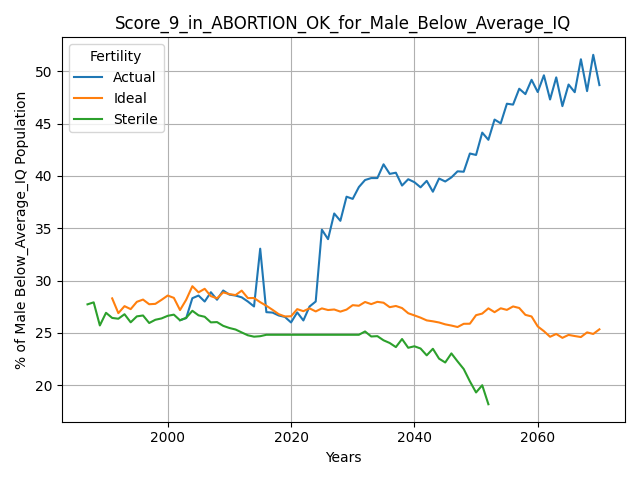 Score_9_in_ABORTION_OK_for_Male_Below_Average_IQ
Fertility
Actual
Ideal
Sterile
% of Male Below_Average_IQ Population
50
45
40
35
30
25
20
2000
2020
2040
2060
Years